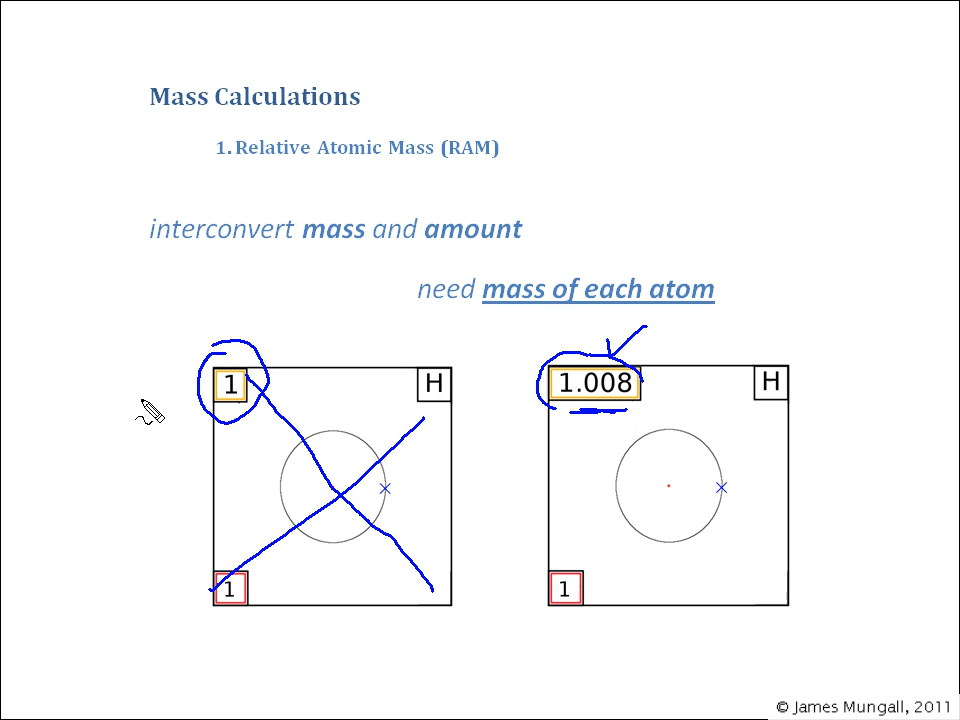 Mass Calculations
1. Relative Atomic Mass (RAM)
interconvert mass and amount
need mass of each atom
1
H
1.008
H
1
1
© James Mungall, 2011